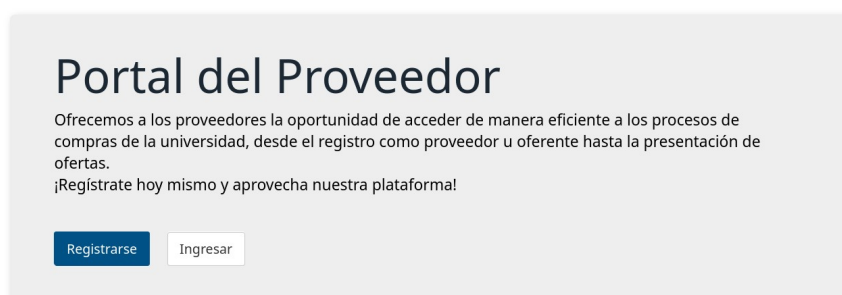 Portal del Proveedor
Ofrecemos a los proveedores la oportunidad de acceder de manera eficiente a los procesos de
compras de la universidad, desde el registro como proveedor u oferente hasta la presentación de
ofertas.
¡Regístrate hoy mismo y aprovecha nuestra plataforma!
Registrarse Ingresar